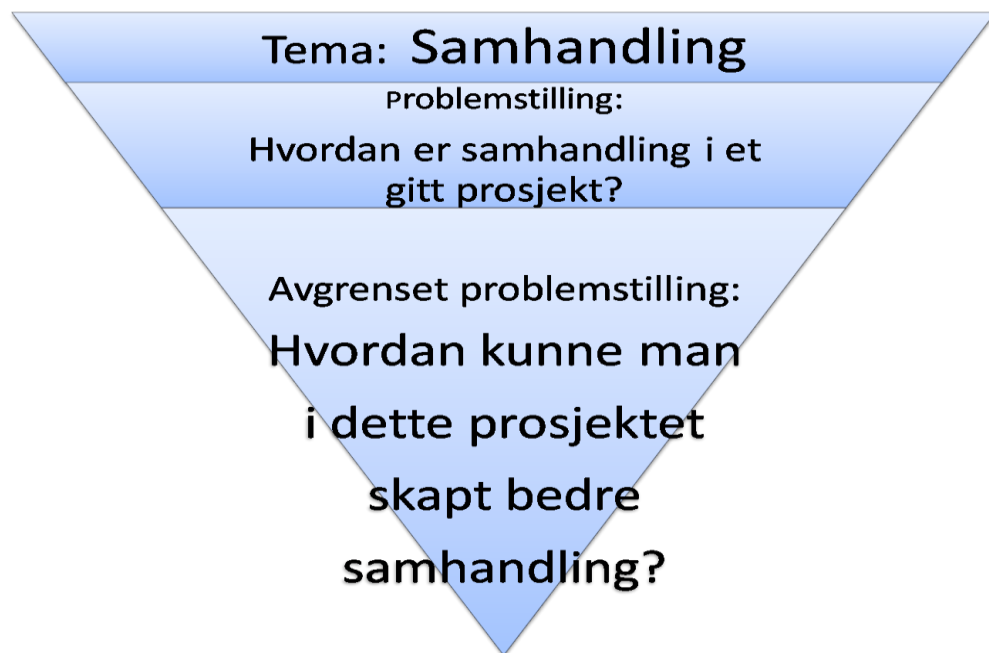 Tema: Samhandling
Problemstilling:
Hvordan er samhandling i et
gitt prosjekt?
Avgrenset problemstilling:
Hvordan kunne man
i dette prosjektet
skapt bedre
samhandling?